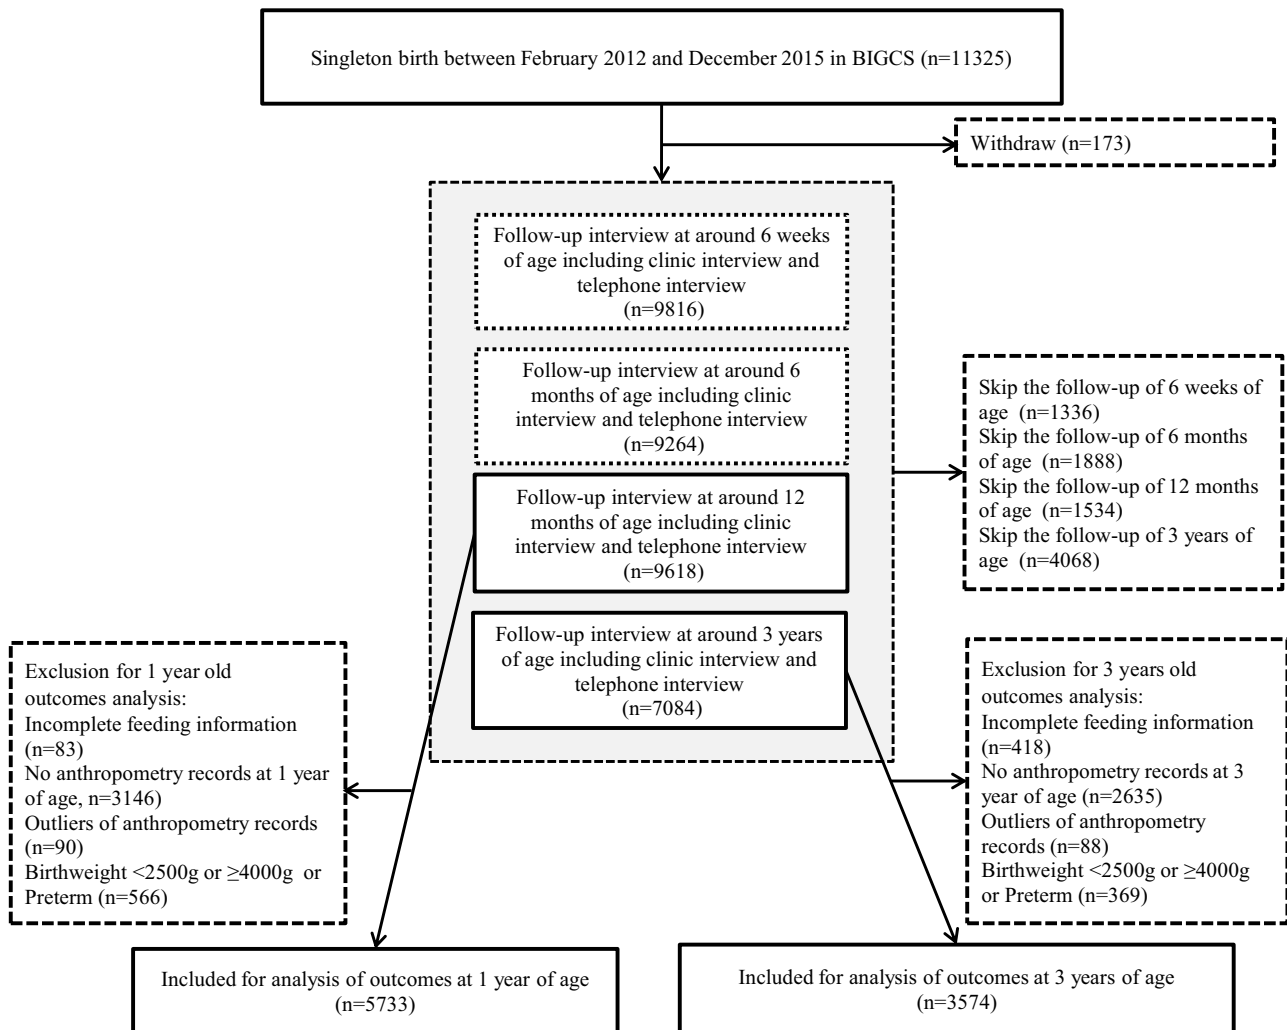 Singleton birth between February 2012 and December 2015 in BIGCS (n=11325)
Withdraw (n=173)
Follow-up interview at around 6 weeks
of age including clinic interview and
telephone interview
(n=9816)
Follow-up interview at around 6
months of age including clinic
interview and telephone interview
(n=9264)
Skip the follow-up of 6 weeks of
age (n=1336)
Skip the follow-up of 6 months
of age (n=1888)
Skip the follow-up of 12 months
of age (n=1534)
Skip the follow-up of 3 years of
age (n=4068)
Follow-up interview at around 12
months of age including clinic
interview and telephone interview
(n=9618)
Follow-up interview at around 3 years
of age including clinic interview and
telephone interview
(n=7084)
Exclusion for 1 year old
outcomes analysis:
Incomplete feeding information
(n=83)
No anthropometry records at 1 year
of age, n=3146)
Outliers of anthropometry records
(n=90)
Birthweight <2500g or ≥4000g or
Preterm (n=566)
Exclusion for 3 years old
outcomes analysis:
Incomplete feeding information
(n=418)
No anthropometry records at 3
year of age (n=2635)
Outliers of anthropometry
records (n=88)
Birthweight <2500g or ≥4000g
or Preterm (n=369)
Included for analysis of outcomes at 1 year of age
(n=5733)
Included for analysis of outcomes at 3 years of age
(n=3574)